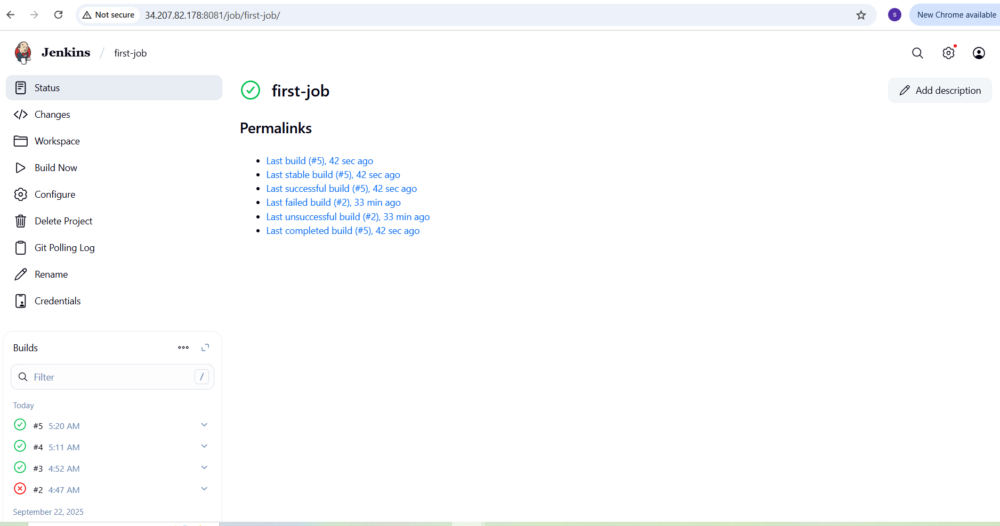 Not secure 34.207.82.178:8081/job/first-job/
S
New Chrome available
Jenkins / first-job
Status
Changes
Workspace
Build Now
Configure
Delete Project
Git Polling Log
Rename
Credentials
first-job
Add description
Permalinks
Last build (#5), 42 sec ago
Last stable build (#5), 42 sec ago
Last successful build (#5), 42 sec ago
Last failed build (#2), 33 min ago
Last unsuccessful build (#2), 33 min ago
Last completed build (#5), 42 sec ago
Builds
Filter /
Today
#5 5:20 AM
#4 5:11 AM
#3 4:52 AM
#2 4:47 AM
September 22, 2025